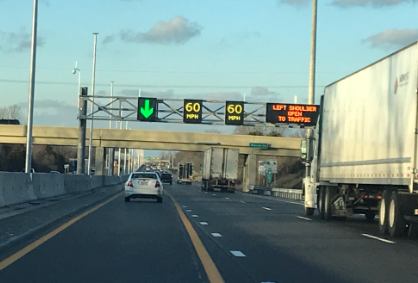 60
MPH
60
MPH
LEFT SHOULDER
OPEN
TO TRAFFIC